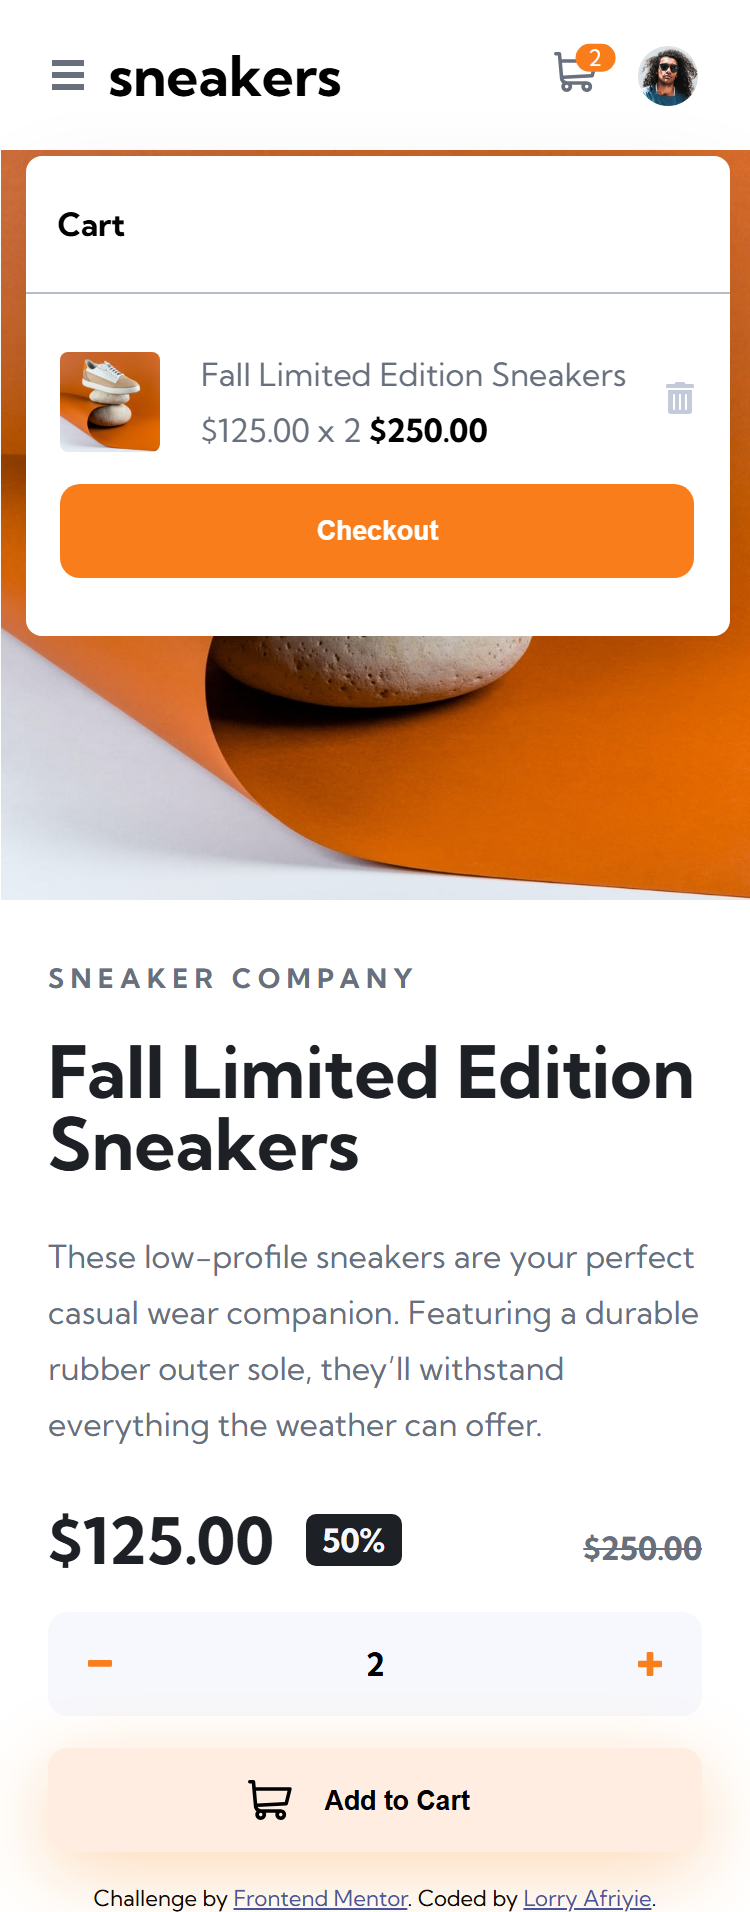 sneakers
2
Cart
Fall Limited Edition Sneakers
$125.00 x 2 $250.00
Checkout
SNEAKER COMPANY
Fall Limited Edition
Sneakers
These low-profile sneakers are your perfect
casual wear companion. Featuring a durable
rubber outer sole, they’ll withstand
everything the weather can offer.
$125.00 50% $250.00
2
Add to Cart
Challenge by Frontend Mentor. Coded by Lorry Afriyie.